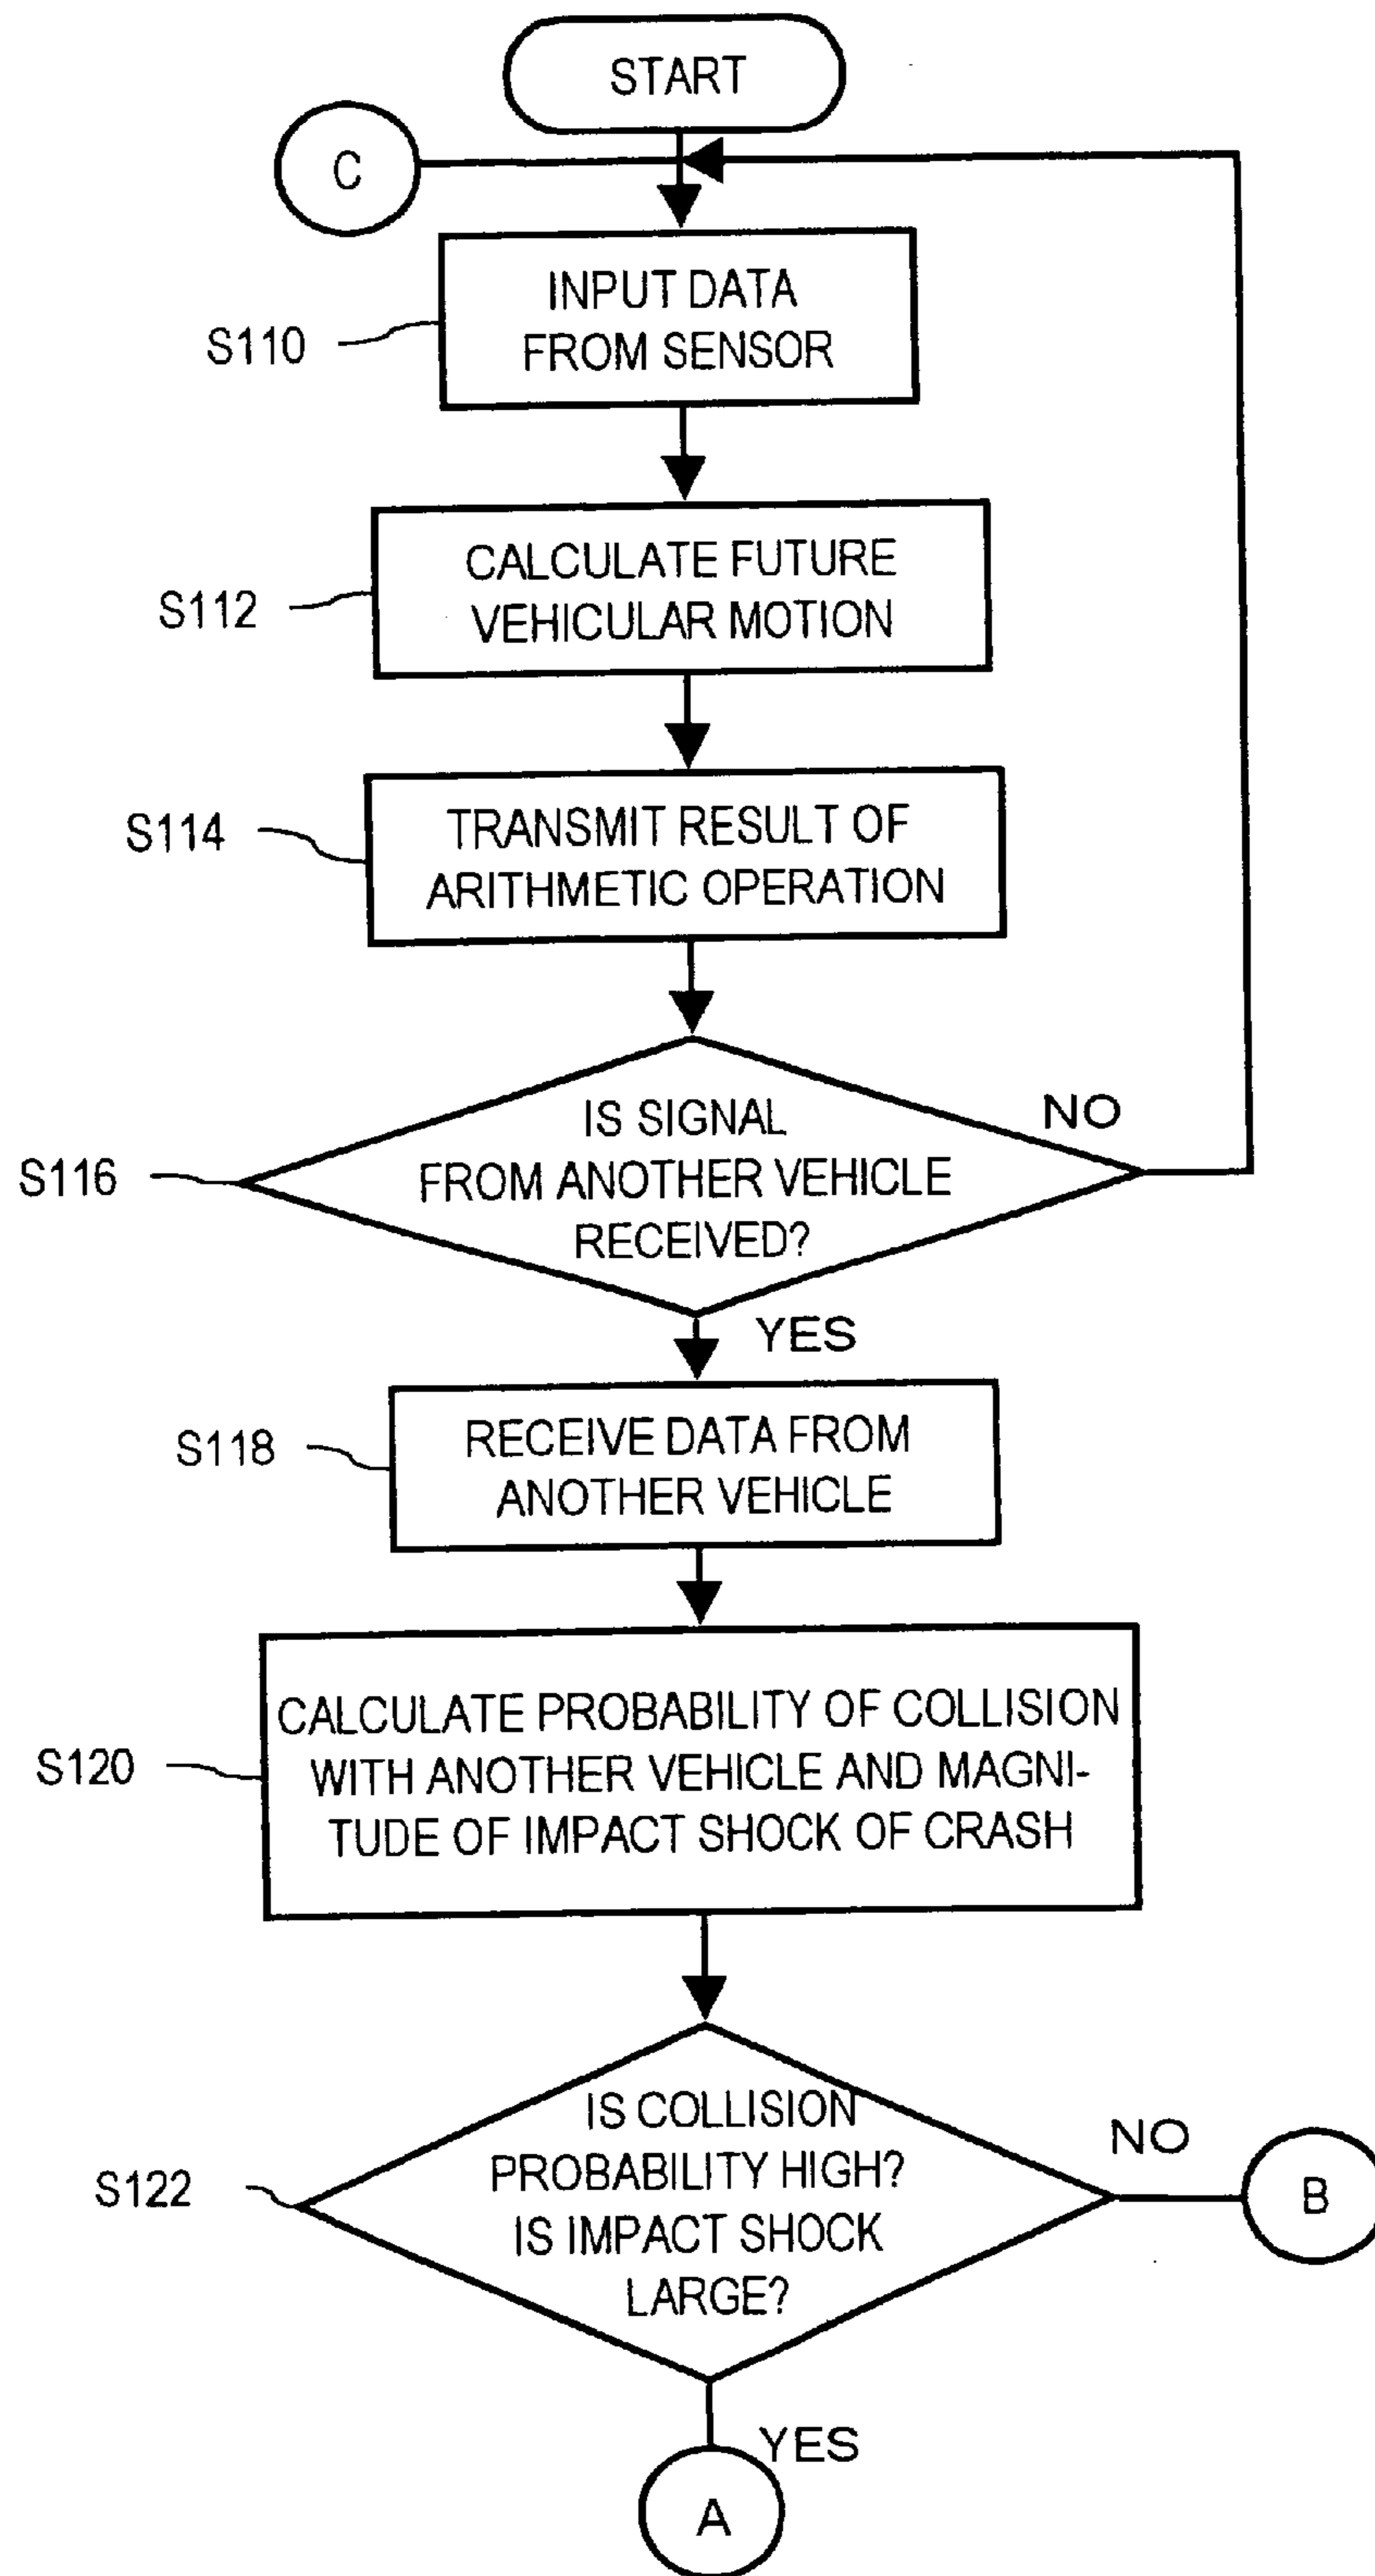 START
C
INPUT DATA
FROM SENSOR
S110
CALCULATE FUTURE
VEHICULAR MOTION
S112
TRANSMIT RESULT OF
ARITHMETIC OPERATION
S114
IS SIGNAL
FROM ANOTHER VEHICLE
RECEIVED?
NO
S116
YES
RECEIVE DATA FROM
ANOTHER VEHICLE
S118
CALCULATE PROBABILITY OF COLLISION
WITH ANOTHER VEHICLE AND MAGNI-
TUDE OF IMPACT SHOCK OF CRASH
S120
IS COLLISION
PROBABILITY HIGH?
IS IMPACT SHOCK
LARGE?
NO
B
S122
YES
A